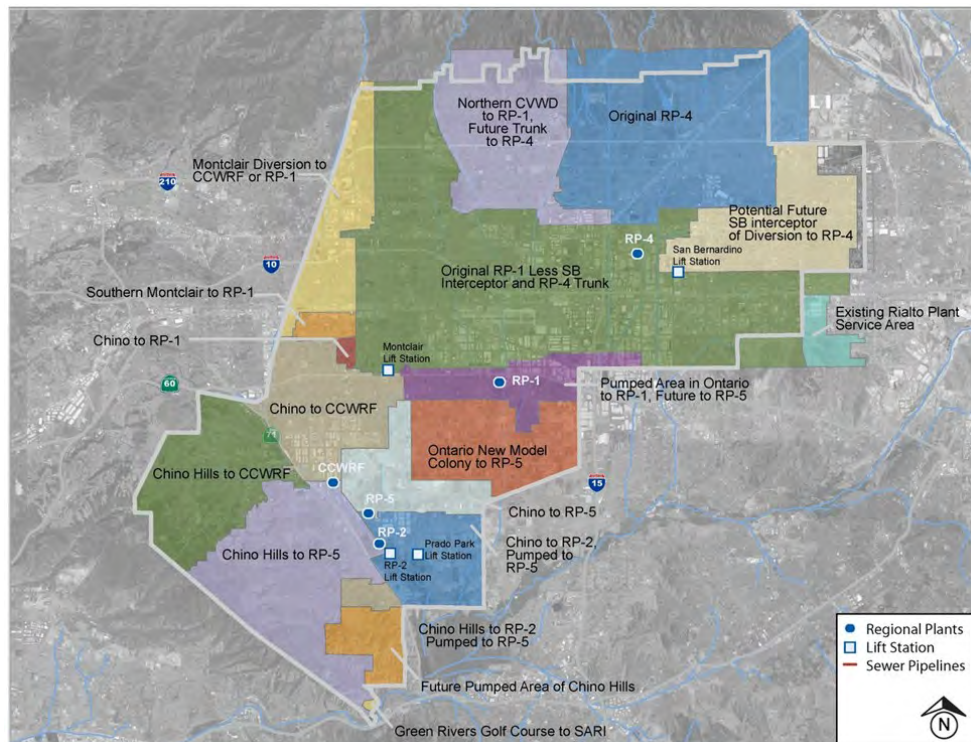 Northern CVWD
to RP-1,
Future Trunk
to RP-4
Original RP-4
Montclair Diversion to
CCWRF or RP-1
210
Potential Future
SB interceptor
of Diversion to RP-4
RP-4
San Bernardino
Lift Station
10
Original RP-1 Less SB
Interceptor and RP-4 Trunk
Southern Montclair to RP-1
Existing Rialto Plant
Service Area
Chino to RP-1
Montclair
Lift Station
60
RP-1
Pumped Area in Ontario
to RP-1, Future to RP-5
Chino to CCWRF
71
Ontario New Model
Colony to RP-5
Chino Hills to CCWRF
CCWRF
15
RP-5
Chino to RP-5
RP-2
Prado Park
Lift Station
Chino to RP-2,
Pumped to
RP-5
Chino Hills to RP-5
RP-2
Lift Station
Chino Hills to RP-2
Pumped to RP-5
Future Pumped Area of Chino Hills
Green Rivers Golf Course to SARI
Regional Plants
Lift Station
Sewer Pipelines
N